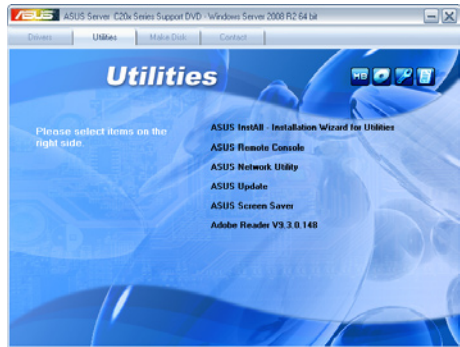 ASUS ASUS Server C20x Series Support DVD - Windows Server 2008 R2 64 bit
Drivers Utilities Make Disk Contact
Utilities
MB
Please select items on the
right side.
ASUS InstAll - Installation Wizard for Utilities
ASUS Remote Console
ASUS Network Utility
ASUS Update
ASUS Screen Saver
Adobe Reader V9.3.0.148